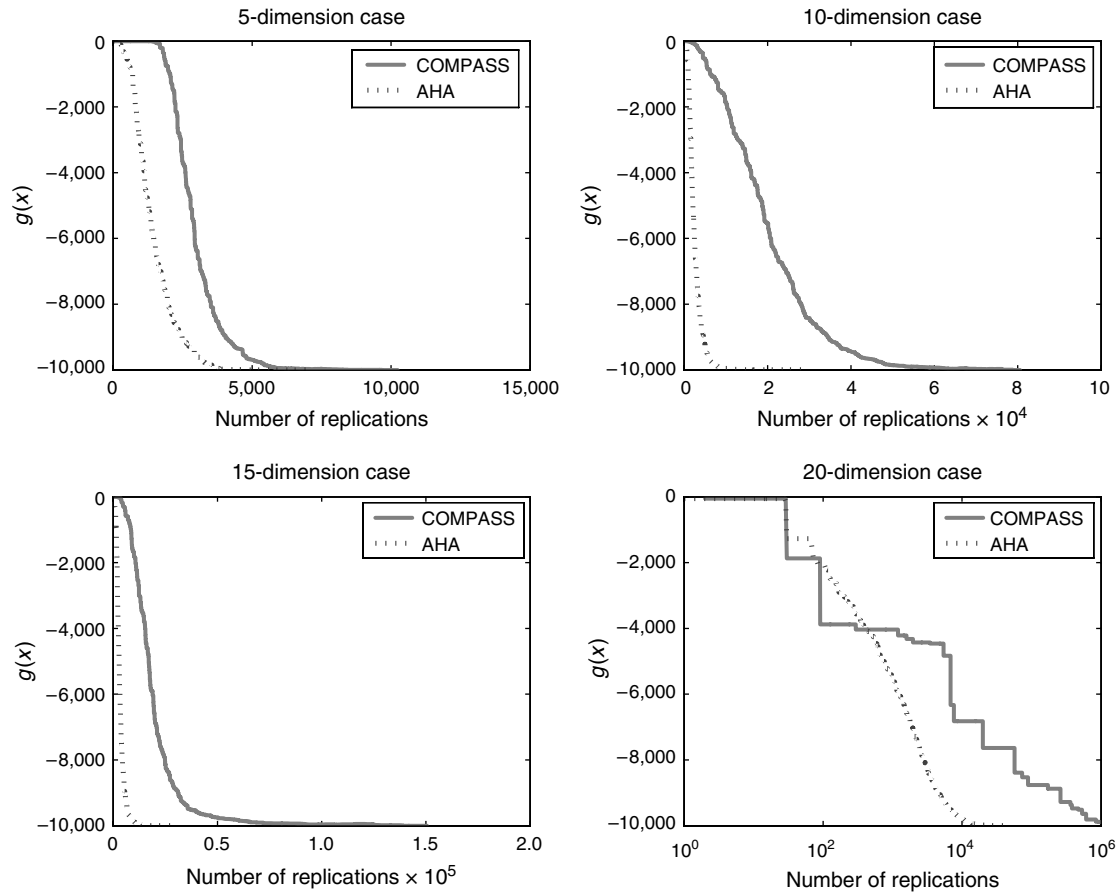 5-dimension case
0
−2,000
−4,000
−6,000
−8,000
−10,000
g(x)
COMPASS
AHA
0
5,000
10,000
15,000
Number of replications
10-dimension case
0
−2,000
−4,000
−6,000
−8,000
−10,000
g(x)
COMPASS
AHA
0
2
4
6
8
10
Number of replications × 10⁴
15-dimension case
0
−2,000
−4,000
−6,000
−8,000
−10,000
g(x)
COMPASS
AHA
0
0.5
1.0
1.5
2.0
Number of replications × 10⁵
20-dimension case
0
−2,000
−4,000
−6,000
−8,000
−10,000
g(x)
COMPASS
AHA
10⁰
10²
10⁴
10⁶
Number of replications